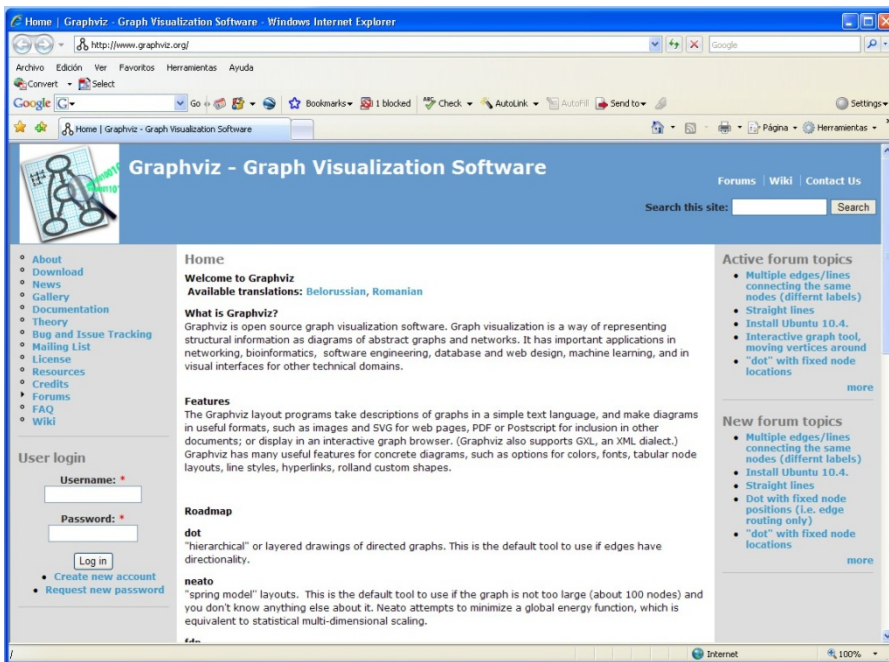 Home | Graphviz - Graph Visualization Software - Windows Internet Explorer
http://www.graphviz.org/
Google
Archivo Edición Ver Favoritos Herramientas Ayuda
Convert Select
Google G Go Bookmarks 1 blocked ABC Check AutoLink AutoFill Send to Settings
Home | Graphviz - Graph Visualization Software Página Herramientas
Graphviz - Graph Visualization Software
Forums | Wiki | Contact Us
Search this site: Search
About
Download
News
Gallery
Documentation
Theory
Bug and Issue Tracking
Mailing List
License
Resources
Credits
Forums
FAQ
Wiki
User login
Username: *
Password: *
Log in
Create new account
Request new password
Home
Welcome to Graphviz
Available translations: Belorussian, Romanian
What is Graphviz?
Graphviz is open source graph visualization software. Graph visualization is a way of representing
structural information as diagrams of abstract graphs and networks. It has important applications in
networking, bioinformatics, software engineering, database and web design, machine learning, and in
visual interfaces for other technical domains.
Features
The Graphviz layout programs take descriptions of graphs in a simple text language, and make diagrams
in useful formats, such as images and SVG for web pages, PDF or Postscript for inclusion in other
documents; or display in an interactive graph browser. (Graphviz also supports GXL, an XML dialect.)
Graphviz has many useful features for concrete diagrams, such as options for colors, fonts, tabular node
layouts, line styles, hyperlinks, rolland custom shapes.
Roadmap
dot
"hierarchical" or layered drawings of directed graphs. This is the default tool to use if edges have
directionality.
neato
"spring model" layouts. This is the default tool to use if the graph is not too large (about 100 nodes) and
you don't know anything else about it. Neato attempts to minimize a global energy function, which is
equivalent to statistical multi-dimensional scaling.
Active forum topics
Multiple edges/lines
connecting the same
nodes (differnt labels)
Straight lines
Install Ubuntu 10.4.
Interactive graph tool,
moving vertices around
"dot" with fixed node
locations
more
New forum topics
Multiple edges/lines
connecting the same
nodes (differnt labels)
Install Ubuntu 10.4.
Straight lines
Dot with fixed node
positions (i.e. edge
routing only)
"dot" with fixed node
locations
more
/ Internet 100%